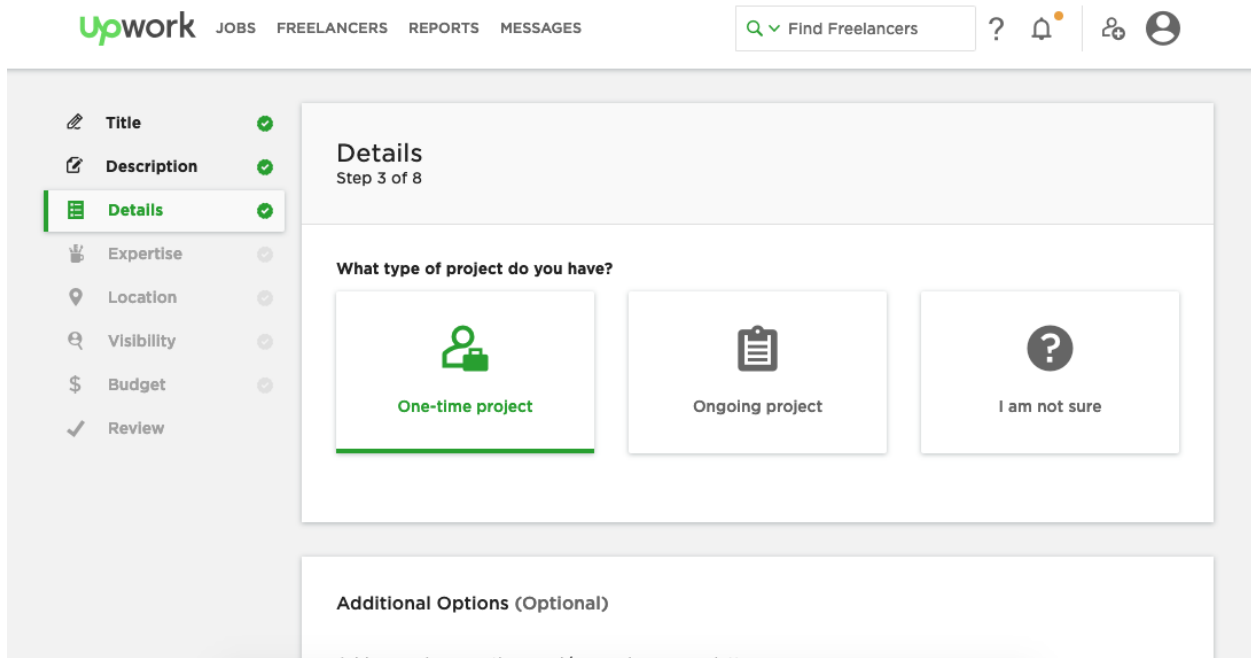 Upwork JOBS FREELANCERS REPORTS MESSAGES Find Freelancers
Title
Description
Details
Expertise
Location
Visibility
Budget
Review
Details
Step 3 of 8
What type of project do you have?
One-time project Ongoing project I am not sure
Additional Options (Optional)